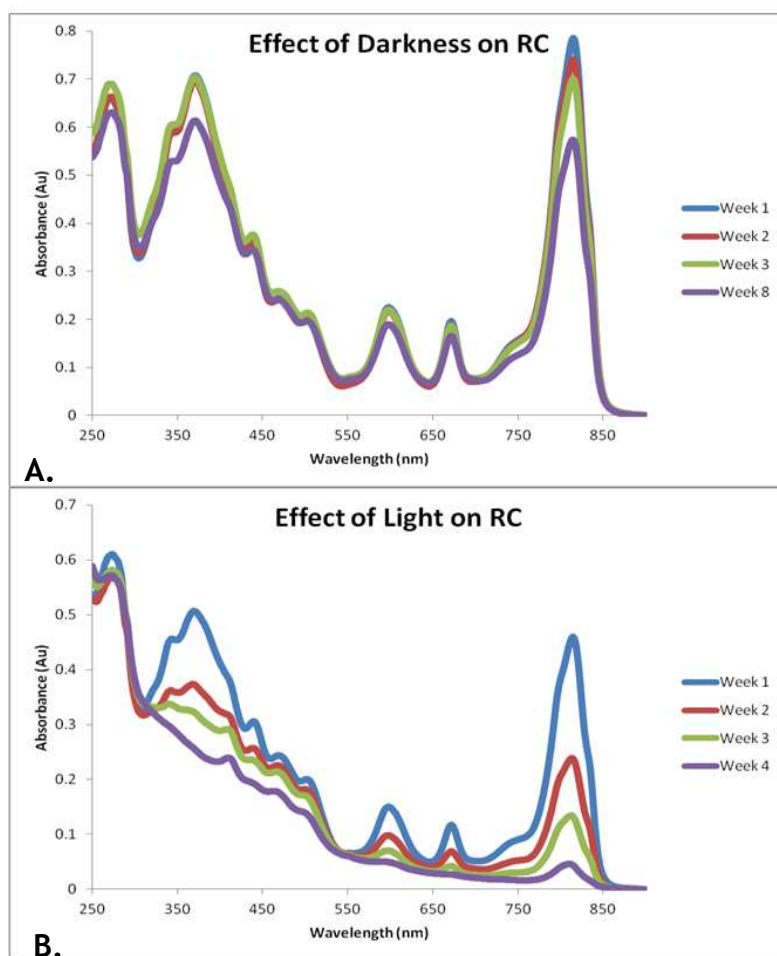 Effect of Darkness on RC
0.8
0.7
0.6
0.5
0.4
0.3
0.2
0.1
0
Absorbance (Au)
250 350 450 550 650 750 850
Wavelength (nm)
Week 1
Week 2
Week 3
Week 8
A.
Effect of Light on RC
0.7
0.6
0.5
0.4
0.3
0.2
0.1
0
Absorbance (Au)
250 350 450 550 650 750 850
Wavelength (nm)
Week 1
Week 2
Week 3
Week 4
B.